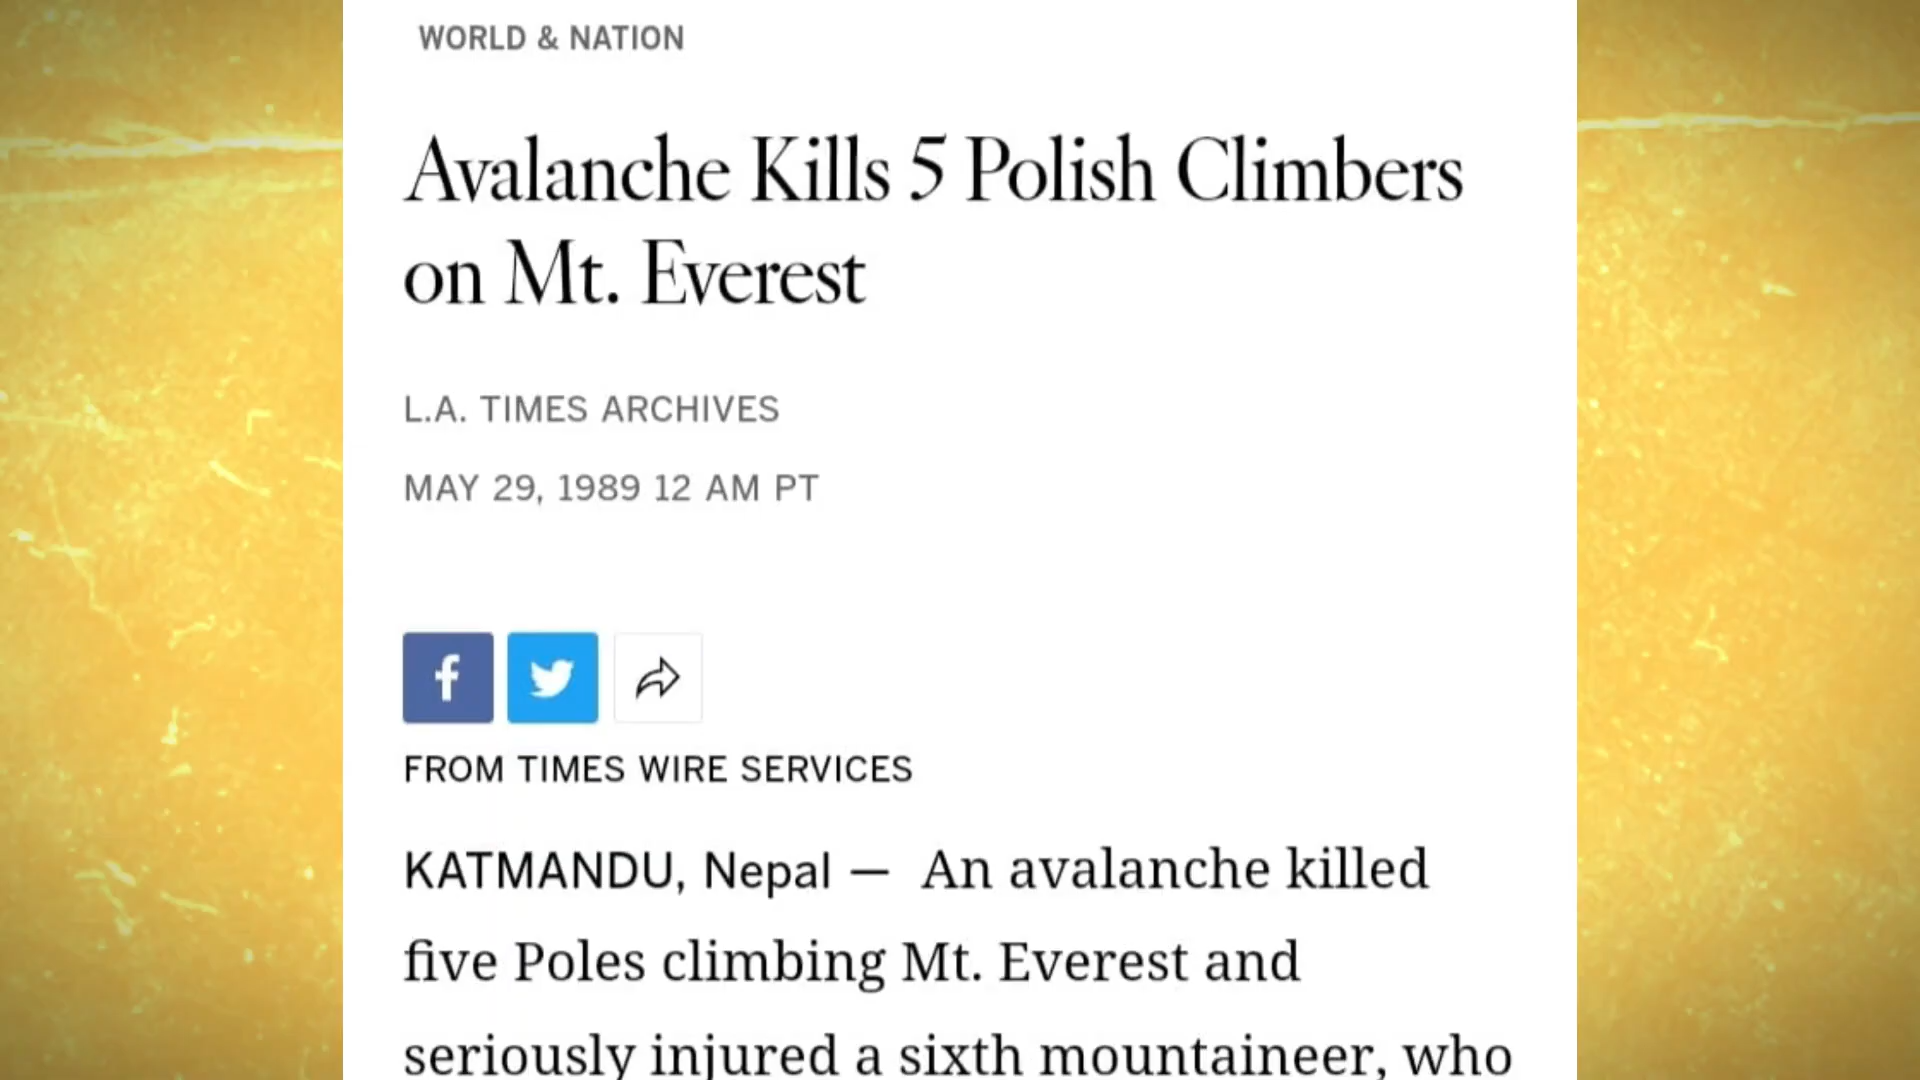 WORLD & NATION
Avalanche Kills 5 Polish Climbers
on Mt. Everest
L.A. TIMES ARCHIVES
MAY 29, 1989 12 AM PT
f
FROM TIMES WIRE SERVICES
KATMANDU, Nepal — An avalanche killed
five Poles climbing Mt. Everest and
seriously injured a sixth mountaineer, who